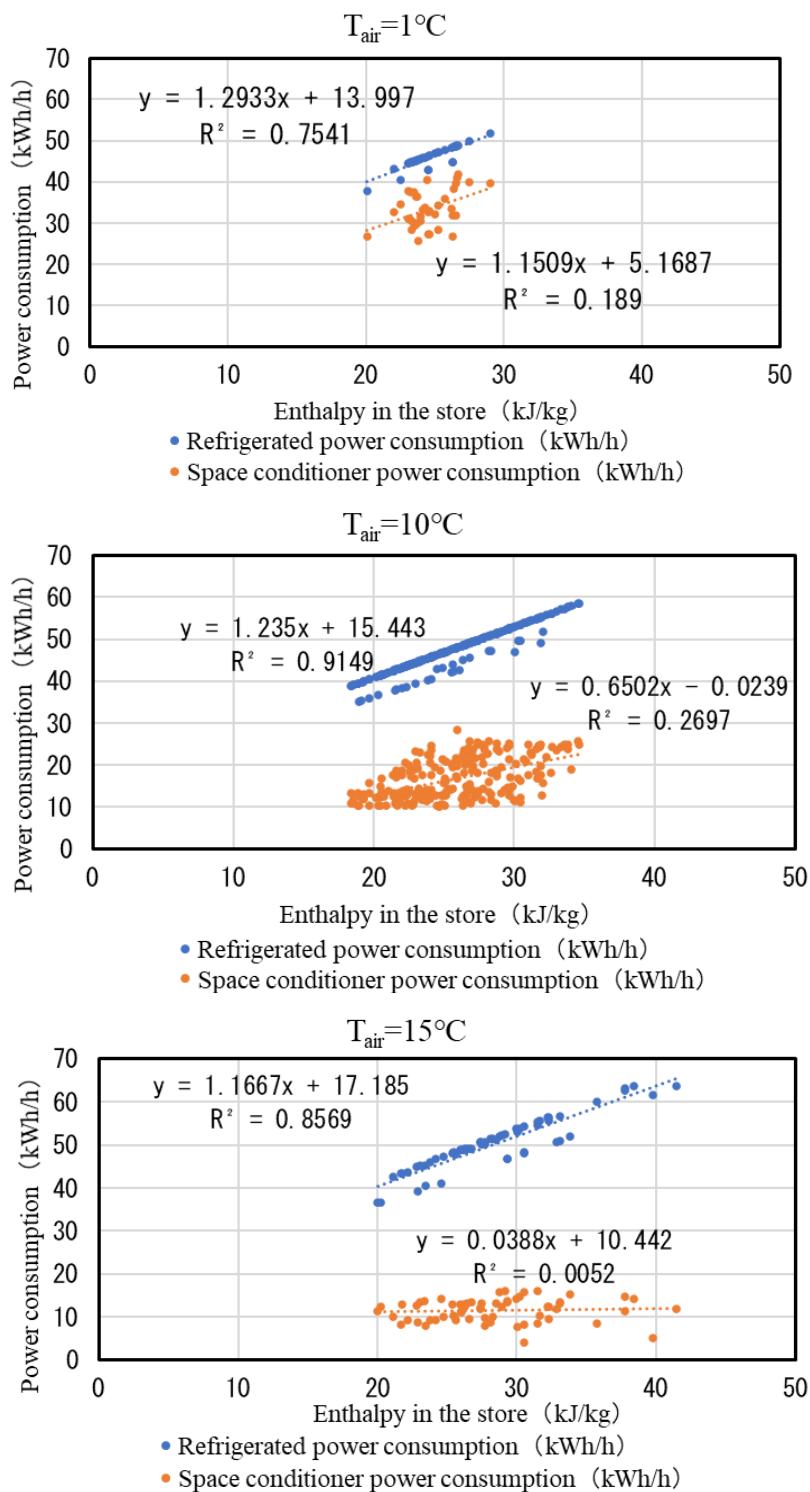 T_air=1℃
Power consumption（kWh/h）
70
60
50
40
30
20
10
0
y = 1.2933x + 13.997
R² = 0.7541
y = 1.1509x + 5.1687
R² = 0.189
0 10 20 30 40 50
Enthalpy in the store（kJ/kg）
Refrigerated power consumption（kWh/h）
Space conditioner power consumption（kWh/h）
T_air=10℃
Power consumption（kWh/h）
70
60
50
40
30
20
10
0
y = 1.235x + 15.443
R² = 0.9149
y = 0.6502x − 0.0239
R² = 0.2697
0 10 20 30 40 50
Enthalpy in the store（kJ/kg）
Refrigerated power consumption（kWh/h）
Space conditioner power consumption（kWh/h）
T_air=15℃
Power consumption（kWh/h）
70
60
50
40
30
20
10
0
y = 1.1667x + 17.185
R² = 0.8569
y = 0.0388x + 10.442
R² = 0.0052
0 10 20 30 40 50
Enthalpy in the store（kJ/kg）
Refrigerated power consumption（kWh/h）
Space conditioner power consumption（kWh/h）